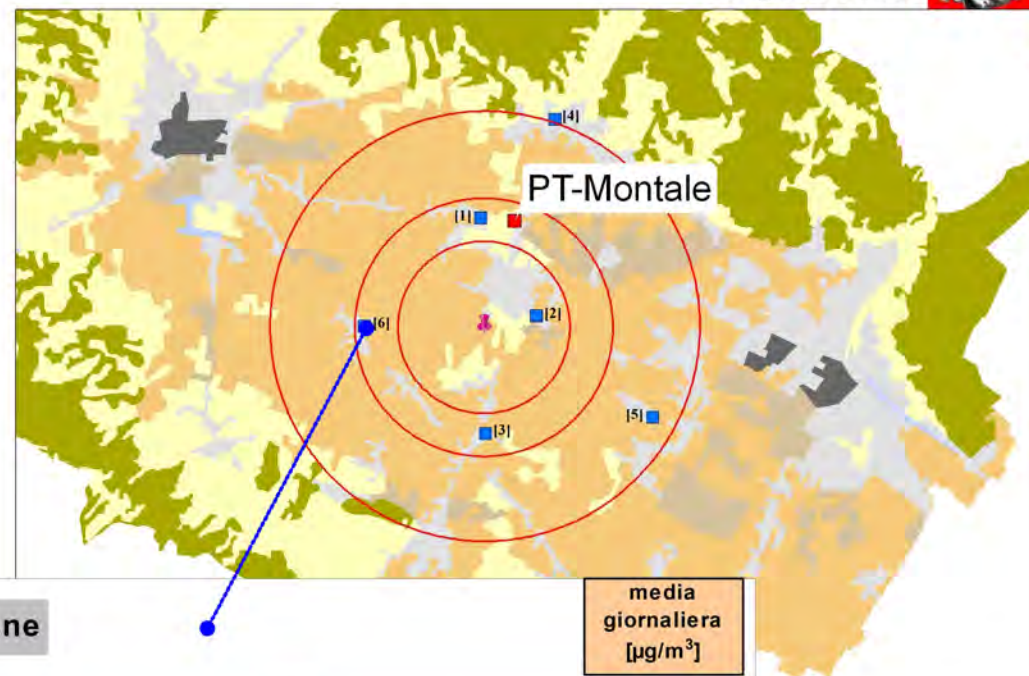 [4]
PT-Montale
[1]
[2]
[6]
[5]
[3]
ne
media
giornaliera
[µg/m³]